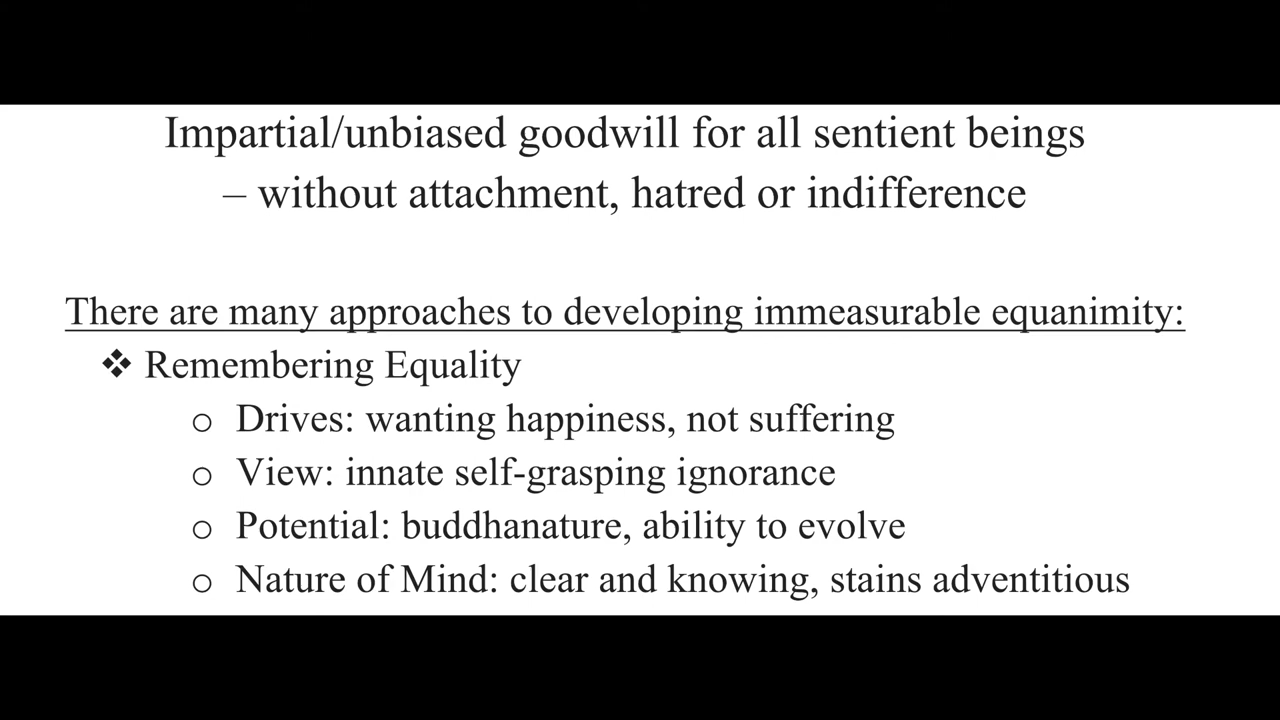 Impartial/unbiased goodwill for all sentient beings
– without attachment, hatred or indifference
There are many approaches to developing immeasurable equanimity:
❖ Remembering Equality
o Drives: wanting happiness, not suffering
o View: innate self-grasping ignorance
o Potential: buddhanature, ability to evolve
o Nature of Mind: clear and knowing, stains adventitious